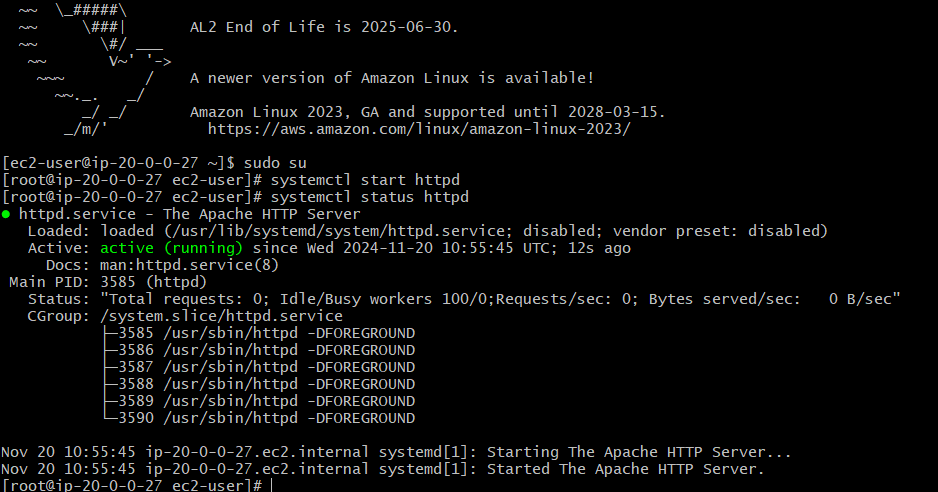 ~~  \_#####\
~~     \###|       AL2 End of Life is 2025-06-30.
~~       \#/ ___
~~       V~' '->
~~~         /    A newer version of Amazon Linux is available!
~~._.   _/
_/ _/       Amazon Linux 2023, GA and supported until 2028-03-15.
_/m/'           https://aws.amazon.com/linux/amazon-linux-2023/
[ec2-user@ip-20-0-0-27 ~]$ sudo su
[root@ip-20-0-0-27 ec2-user]# systemctl start httpd
[root@ip-20-0-0-27 ec2-user]# systemctl status httpd
● httpd.service - The Apache HTTP Server
Loaded: loaded (/usr/lib/systemd/system/httpd.service; disabled; vendor preset: disabled)
Active: active (running) since Wed 2024-11-20 10:55:45 UTC; 12s ago
Docs: man:httpd.service(8)
Main PID: 3585 (httpd)
Status: "Total requests: 0; Idle/Busy workers 100/0;Requests/sec: 0; Bytes served/sec:   0 B/sec"
CGroup: /system.slice/httpd.service
├─3585 /usr/sbin/httpd -DFOREGROUND
├─3586 /usr/sbin/httpd -DFOREGROUND
├─3587 /usr/sbin/httpd -DFOREGROUND
├─3588 /usr/sbin/httpd -DFOREGROUND
├─3589 /usr/sbin/httpd -DFOREGROUND
└─3590 /usr/sbin/httpd -DFOREGROUND
Nov 20 10:55:45 ip-20-0-0-27.ec2.internal systemd[1]: Starting The Apache HTTP Server...
Nov 20 10:55:45 ip-20-0-0-27.ec2.internal systemd[1]: Started The Apache HTTP Server.
[root@ip-20-0-0-27 ec2-user]#